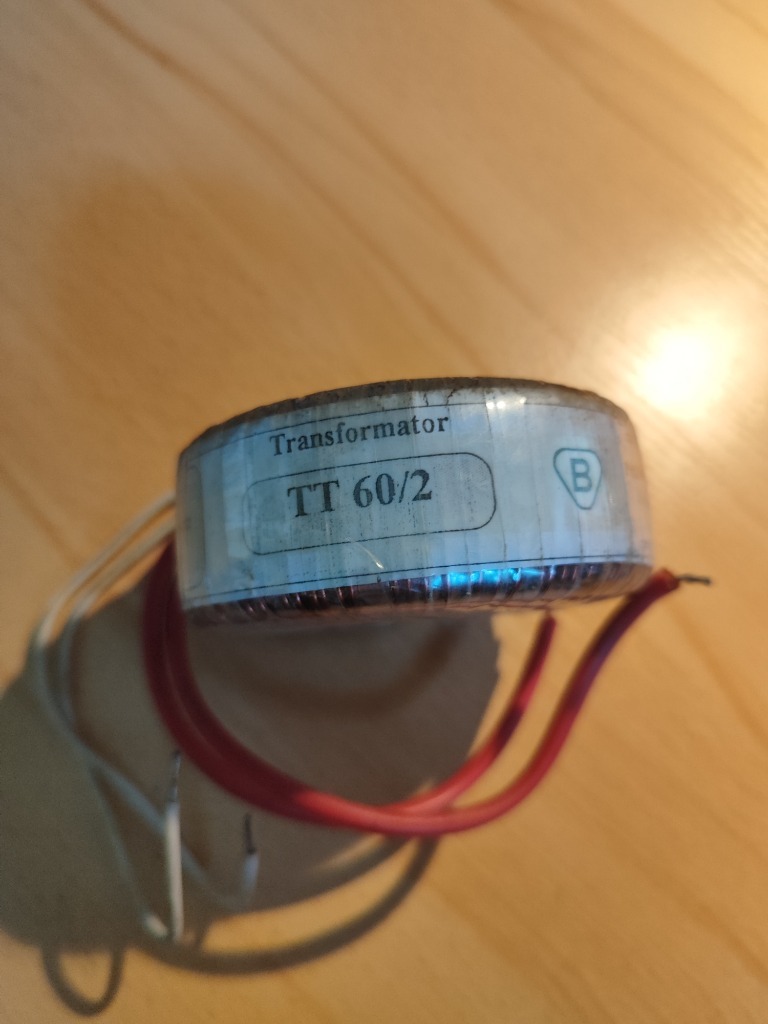 Transformator
TT 60/2
B